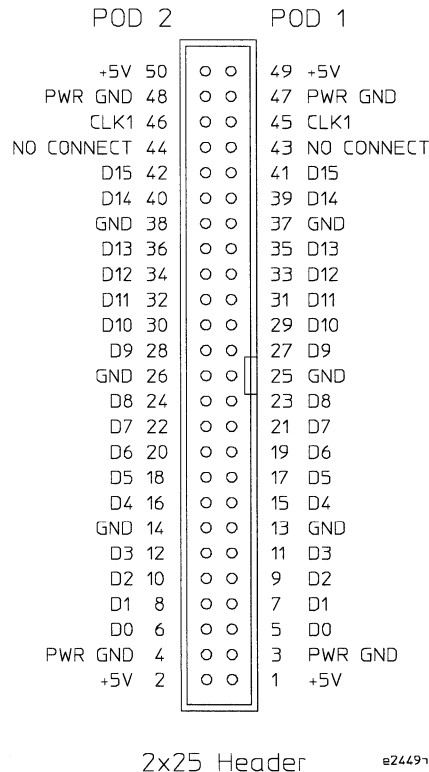 POD 2 POD 1
+5V 50 49 +5V
PWR GND 48 47 PWR GND
CLK1 46 45 CLK1
NO CONNECT 44 43 NO CONNECT
D15 42 41 D15
D14 40 39 D14
GND 38 37 GND
D13 36 35 D13
D12 34 33 D12
D11 32 31 D11
D10 30 29 D10
D9 28 27 D9
GND 26 25 GND
D8 24 23 D8
D7 22 21 D7
D6 20 19 D6
D5 18 17 D5
D4 16 15 D4
GND 14 13 GND
D3 12 11 D3
D2 10 9 D2
D1 8 7 D1
D0 6 5 D0
PWR GND 4 3 PWR GND
+5V 2 1 +5V
2x25 Header